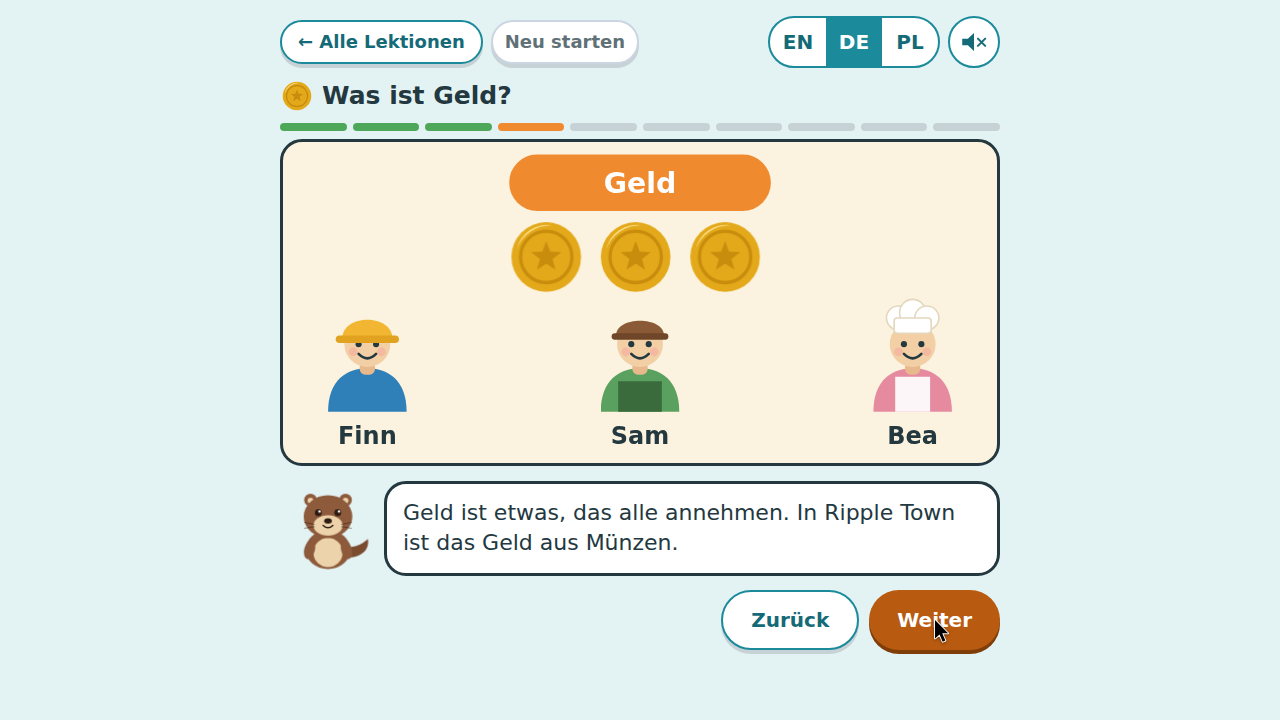 ← Alle Lektionen
Neu starten
EN DE PL
Was ist Geld?
Geld
Finn
Sam
Bea
Geld ist etwas, das alle annehmen. In Ripple Town
ist das Geld aus Münzen.
Zurück
Weiter